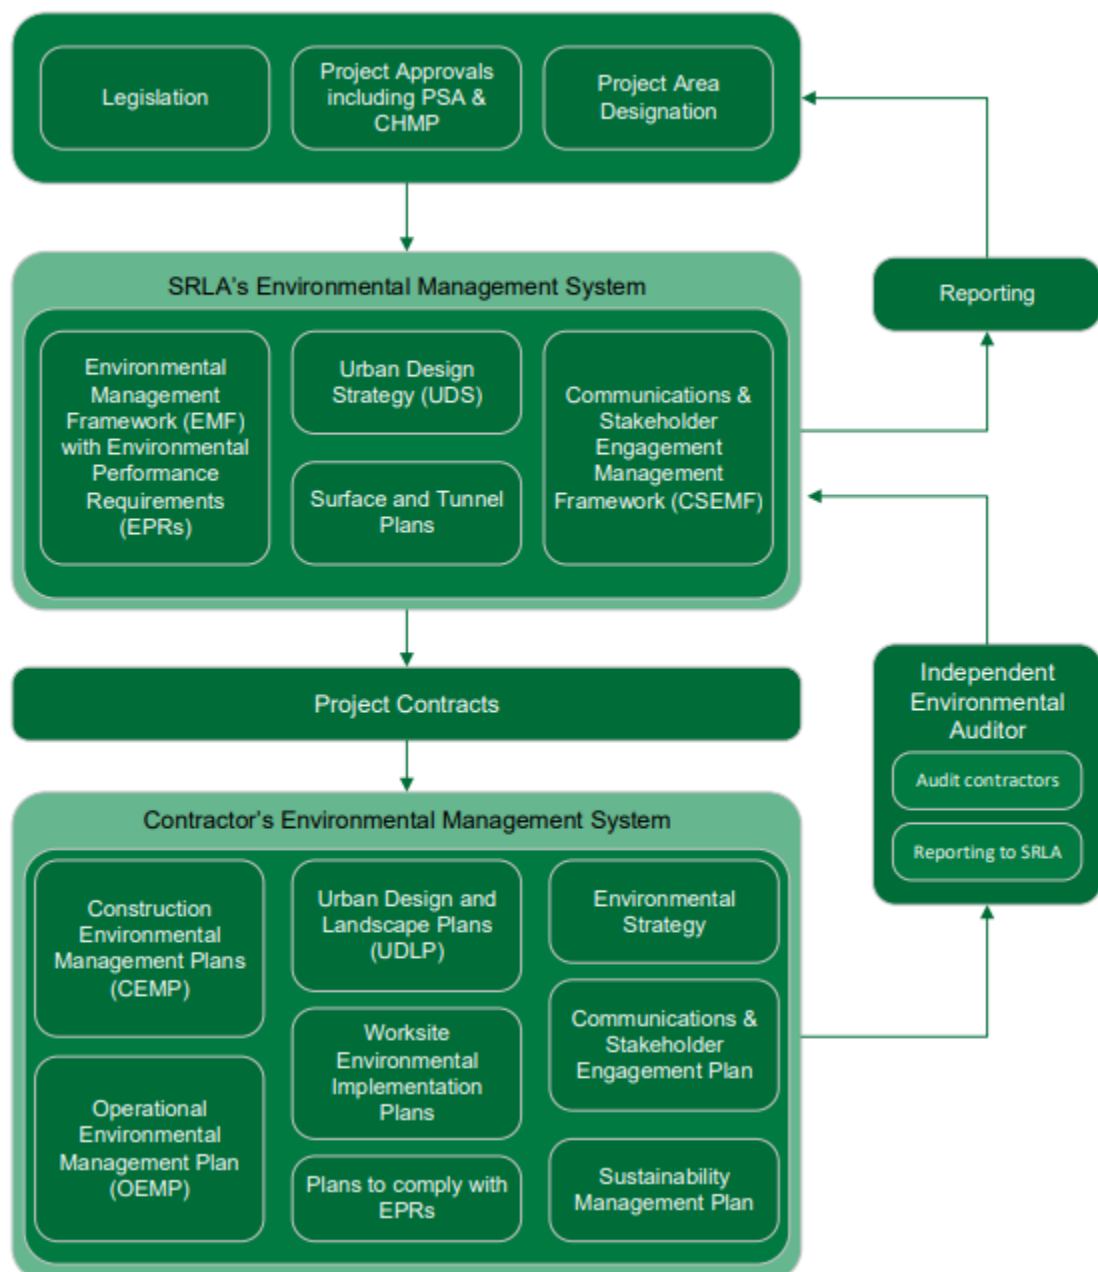 Legislation
Project Approvals
including PSA &
CHMP
Project Area
Designation
SRLA's Environmental Management System
Reporting
Environmental
Management
Framework (EMF)
with Environmental
Performance
Requirements
(EPRs)
Urban Design
Strategy (UDS)
Surface and Tunnel
Plans
Communications &
Stakeholder
Engagement
Management
Framework (CSEMF)
Project Contracts
Independent
Environmental
Auditor
Audit contractors
Reporting to SRLA
Contractor's Environmental Management System
Construction
Environmental
Management Plans
(CEMP)
Operational
Environmental
Management Plan
(OEMP)
Urban Design and
Landscape Plans
(UDLP)
Worksite
Environmental
Implementation
Plans
Plans to comply with
EPRs
Environmental
Strategy
Communications &
Stakeholder
Engagement Plan
Sustainability
Management Plan